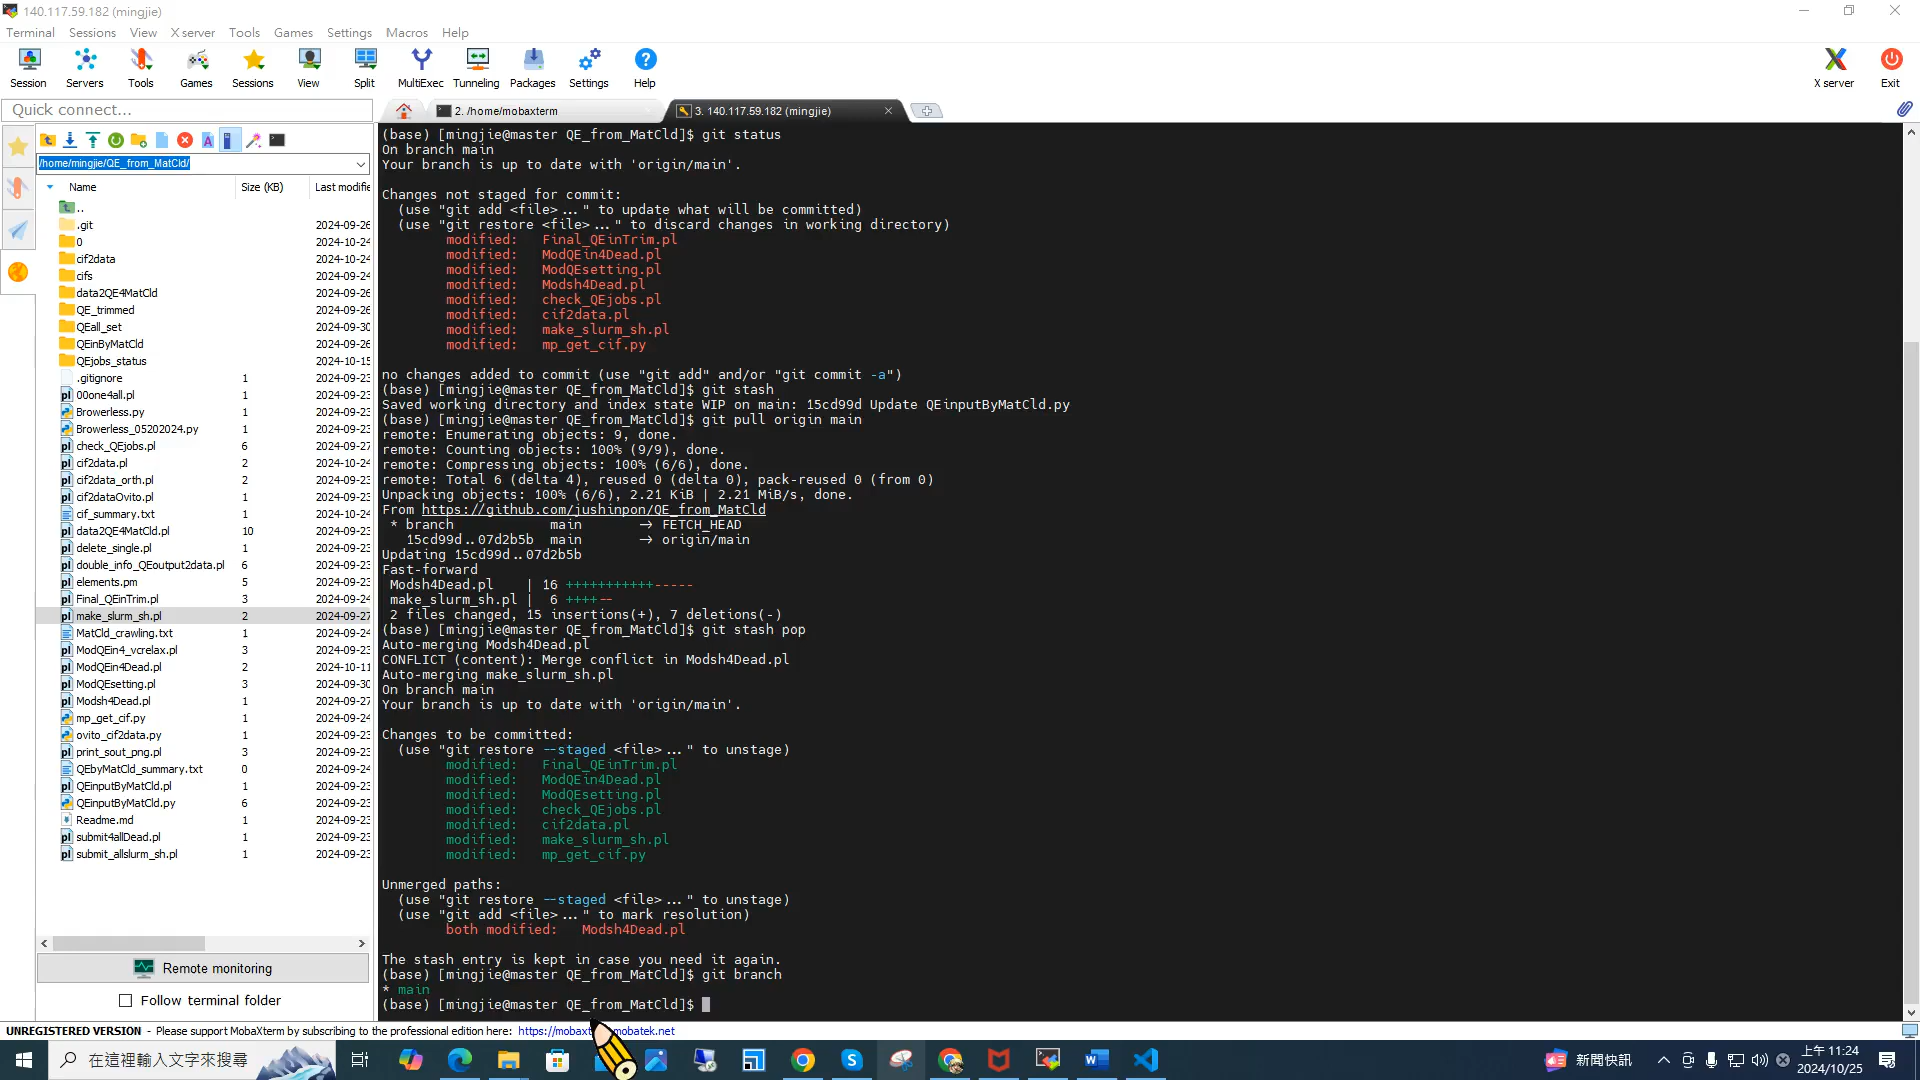 140.117.59.182 (mingjie)
Terminal Sessions View X server Tools Games Settings Macros Help
Session Servers Tools Games Sessions View Split MultiExec Tunneling Packages Settings Help X server Exit
Quick connect...
2. /home/mobaxterm
3. 140.117.59.182 (mingjie)
/home/mingjie/QE_from_MatCld/
Name Size (KB) Last modifie
..
.git 2024-09-26
0 2024-10-24
cif2data 2024-10-24
cifs 2024-09-24
data2QE4MatCld 2024-09-26
QE_trimmed 2024-09-26
QEall_set 2024-09-30
QEinByMatCld 2024-09-26
QEjobs_status 2024-10-15
.gitignore 1 2024-09-23
00one4all.pl 1 2024-09-23
Browerless.py 1 2024-09-23
Browerless_05202024.py 1 2024-09-23
check_QEjobs.pl 6 2024-09-27
cif2data.pl 2 2024-10-24
cif2data_orth.pl 2 2024-09-23
cif2dataOvito.pl 1 2024-09-23
cif_summary.txt 1 2024-10-24
data2QE4MatCld.pl 10 2024-09-23
delete_single.pl 1 2024-09-23
double_info_QEoutput2data.pl 6 2024-09-23
elements.pm 5 2024-09-23
Final_QEinTrim.pl 3 2024-09-24
make_slurm_sh.pl 2 2024-09-27
MatCld_crawling.txt 1 2024-09-24
ModQEin4_vcrelax.pl 3 2024-09-23
ModQEin4Dead.pl 2 2024-10-11
ModQEsetting.pl 3 2024-09-30
Modsh4Dead.pl 1 2024-09-27
mp_get_cif.py 1 2024-09-24
ovito_cif2data.py 1 2024-09-23
print_sout_png.pl 3 2024-09-23
QEbyMatCld_summary.txt 0 2024-09-24
QEinputByMatCld.pl 1 2024-09-23
QEinputByMatCld.py 6 2024-09-23
Readme.md 1 2024-09-23
submit4allDead.pl 1 2024-09-23
submit_allslurm_sh.pl 1 2024-09-23
Remote monitoring
Follow terminal folder
(base) [mingjie@master QE_from_MatCld]$ git status
On branch main
Your branch is up to date with 'origin/main'.
Changes not staged for commit:
(use "git add <file>..." to update what will be committed)
(use "git restore <file>..." to discard changes in working directory)
modified: Final_QEinTrim.pl
modified: ModQEin4Dead.pl
modified: ModQEsetting.pl
modified: Modsh4Dead.pl
modified: check_QEjobs.pl
modified: cif2data.pl
modified: make_slurm_sh.pl
modified: mp_get_cif.py
no changes added to commit (use "git add" and/or "git commit -a")
(base) [mingjie@master QE_from_MatCld]$ git stash
Saved working directory and index state WIP on main: 15cd99d Update QEinputByMatCld.py
(base) [mingjie@master QE_from_MatCld]$ git pull origin main
remote: Enumerating objects: 9, done.
remote: Counting objects: 100% (9/9), done.
remote: Compressing objects: 100% (6/6), done.
remote: Total 6 (delta 4), reused 0 (delta 0), pack-reused 0 (from 0)
Unpacking objects: 100% (6/6), 2.21 KiB | 2.21 MiB/s, done.
From https://github.com/jushinpon/QE_from_MatCld
* branch main -> FETCH_HEAD
15cd99d..07d2b5b main -> origin/main
Updating 15cd99d..07d2b5b
Fast-forward
Modsh4Dead.pl | 16 +++++++++++-----
make_slurm_sh.pl | 6 ++++--
2 files changed, 15 insertions(+), 7 deletions(-)
(base) [mingjie@master QE_from_MatCld]$ git stash pop
Auto-merging Modsh4Dead.pl
CONFLICT (content): Merge conflict in Modsh4Dead.pl
Auto-merging make_slurm_sh.pl
On branch main
Your branch is up to date with 'origin/main'.
Changes to be committed:
(use "git restore --staged <file>..." to unstage)
modified: Final_QEinTrim.pl
modified: ModQEin4Dead.pl
modified: ModQEsetting.pl
modified: check_QEjobs.pl
modified: cif2data.pl
modified: make_slurm_sh.pl
modified: mp_get_cif.py
Unmerged paths:
(use "git restore --staged <file>..." to unstage)
(use "git add <file>..." to mark resolution)
both modified: Modsh4Dead.pl
The stash entry is kept in case you need it again.
(base) [mingjie@master QE_from_MatCld]$ git branch
* main
(base) [mingjie@master QE_from_MatCld]$
UNREGISTERED VERSION - Please support MobaXterm by subscribing to the professional edition here: https://mobaxt mobatek.net
在這裡輸入文字來搜尋
新聞快訊
上午 11:24
2024/10/25